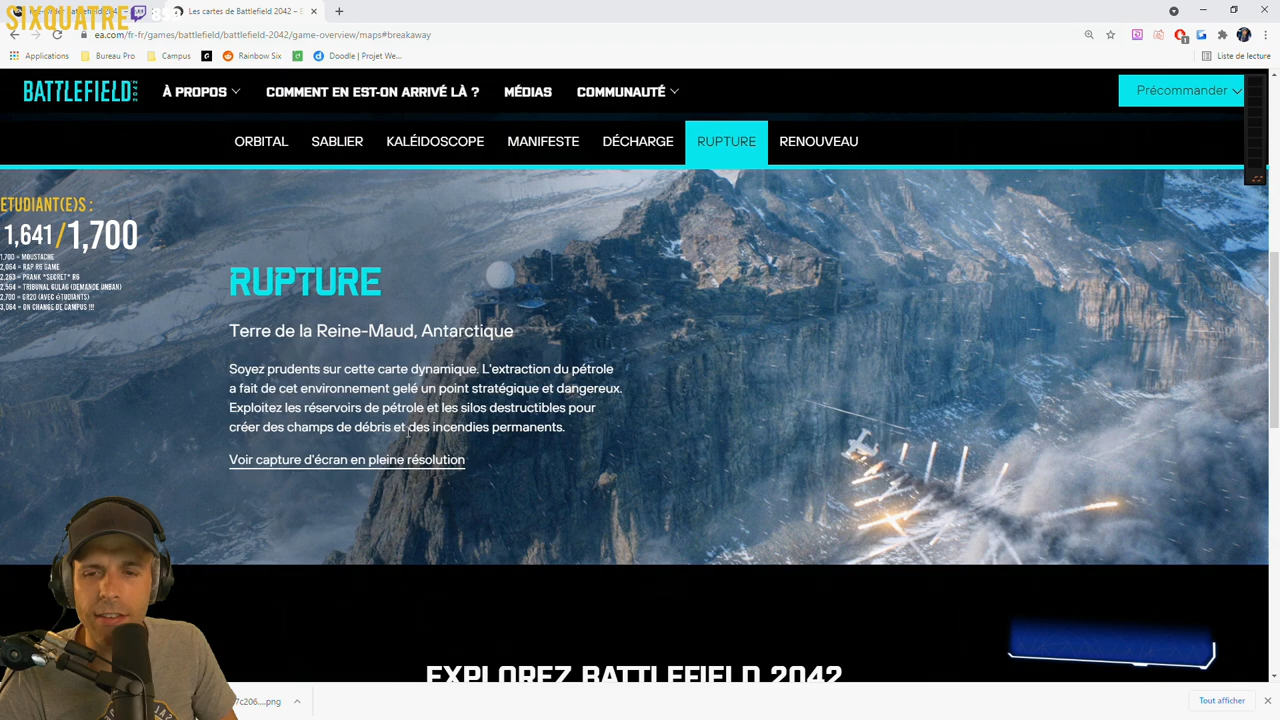 SIXQUATRE
Les cartes de Battlefield 2042 – E
ea.com/fr-fr/games/battlefield/battlefield-2042/game-overview/maps#breakaway
Applications
Bureau Pro
Campus
Rainbow Six
Doodle | Projet We...
Liste de lecture
BATTLEFIELD 2042
À PROPOS
COMMENT EN EST-ON ARRIVÉ LÀ ?
MÉDIAS
COMMUNAUTÉ
Précommander
ORBITAL
SABLIER
KALÉIDOSCOPE
MANIFESTE
DÉCHARGE
RUPTURE
RENOUVEAU
ETUDIANT(E)S :
1,641/1,700
1,700 = MOUSTACHE
2,064 = RAP R6 GAME
2,263 = PRANK *SECRET* R6
2,564 = TRIBUNAL GULAG (DEMANDE UNBAN)
2,700 = GR20 (AVEC éTUDIANTS)
3,064 = ON CHANGE DE CAMPUS !!!
RUPTURE
Terre de la Reine-Maud, Antarctique
Soyez prudents sur cette carte dynamique. L'extraction du pétrole
a fait de cet environnement gelé un point stratégique et dangereux.
Exploitez les réservoirs de pétrole et les silos destructibles pour
créer des champs de débris et des incendies permanents.
Voir capture d'écran en pleine résolution
EXPLOREZ BATTLEFIELD 2042
7c206....png
Tout afficher